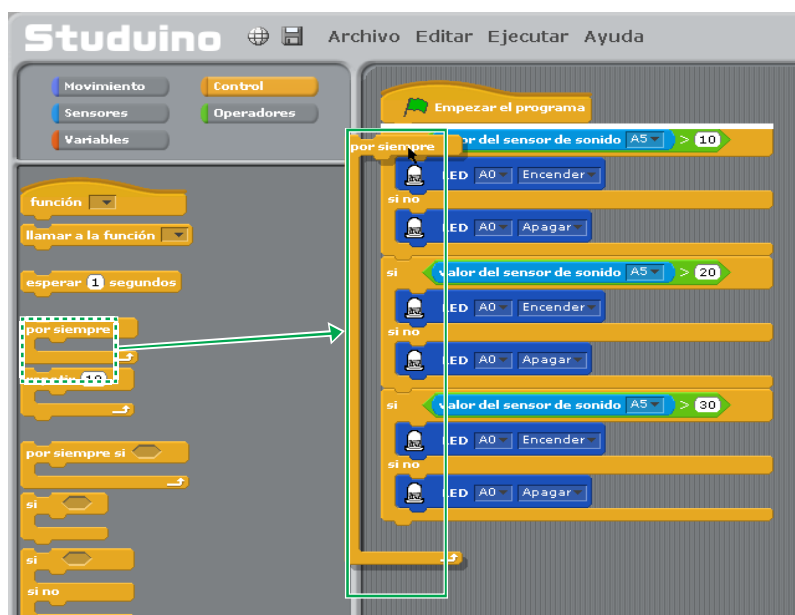 Studuino Archivo Editar Ejecutar Ayuda
Movimiento Control
Sensores Operadores
Variables
función
llamar a la función
esperar 1 segundos
por siempre
10
por siempre si
si
si
si no
Empezar el programa
por siempre valor del sensor de sonido A5 > 10
LED A0 Encender
si no
LED A0 Apagar
si valor del sensor de sonido A5 > 20
LED A0 Encender
si no
LED A0 Apagar
si valor del sensor de sonido A5 > 30
LED A0 Encender
si no
LED A0 Apagar